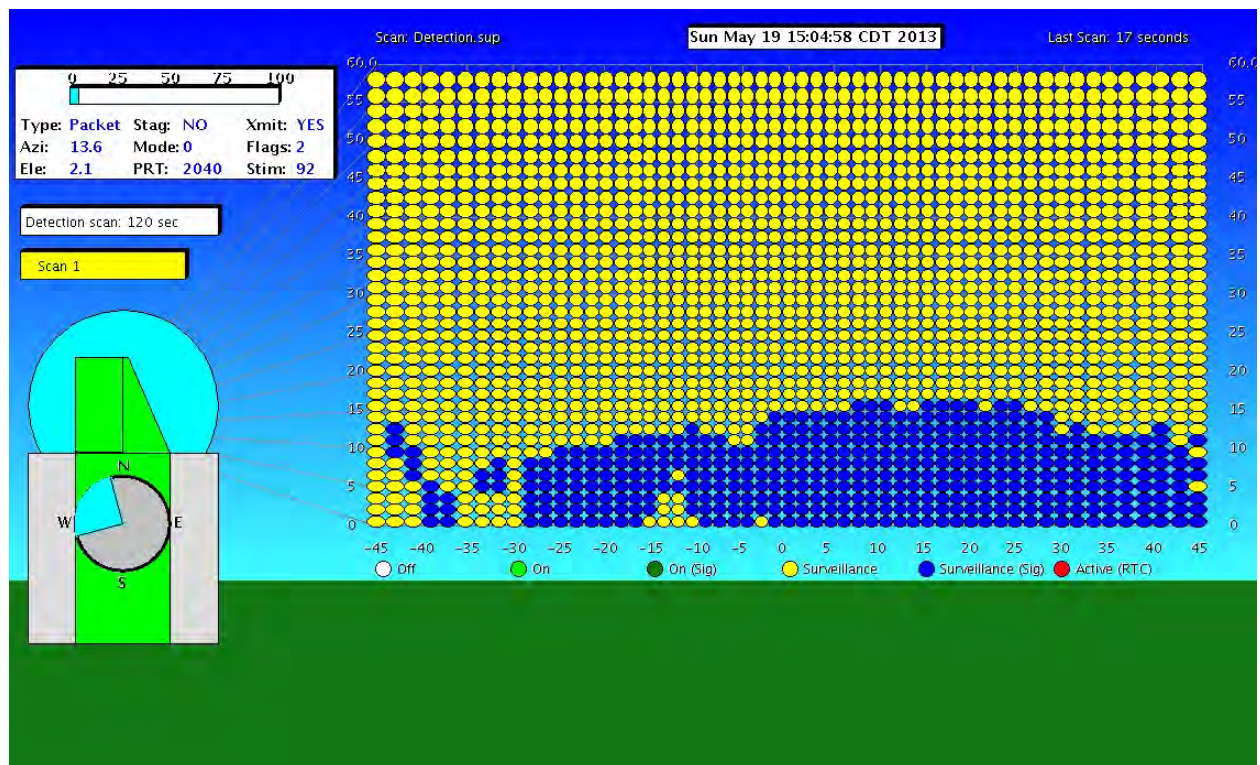 Scan: Detection.sup
Sun May 19 15:04:58 CDT 2013
Last Scan: 17 seconds
0 25 50 75 100
Type: Packet Stag: NO Xmit: YES
Azi: 13.6 Mode: 0 Flags: 2
Ele: 2.1 PRT: 2040 Stim: 92
Detection scan: 120 sec
Scan 1
N
W E
S
60.0 60.0
55 55
50 50
45 45
40 40
35 35
30 30
25 25
20 20
15 15
10 10
5 5
0 0
-45 -40 -35 -30 -25 -20 -15 -10 -5 0 5 10 15 20 25 30 35 40 45
Off On On (Sig) Surveillance Surveillance (Sig) Active (RTC)